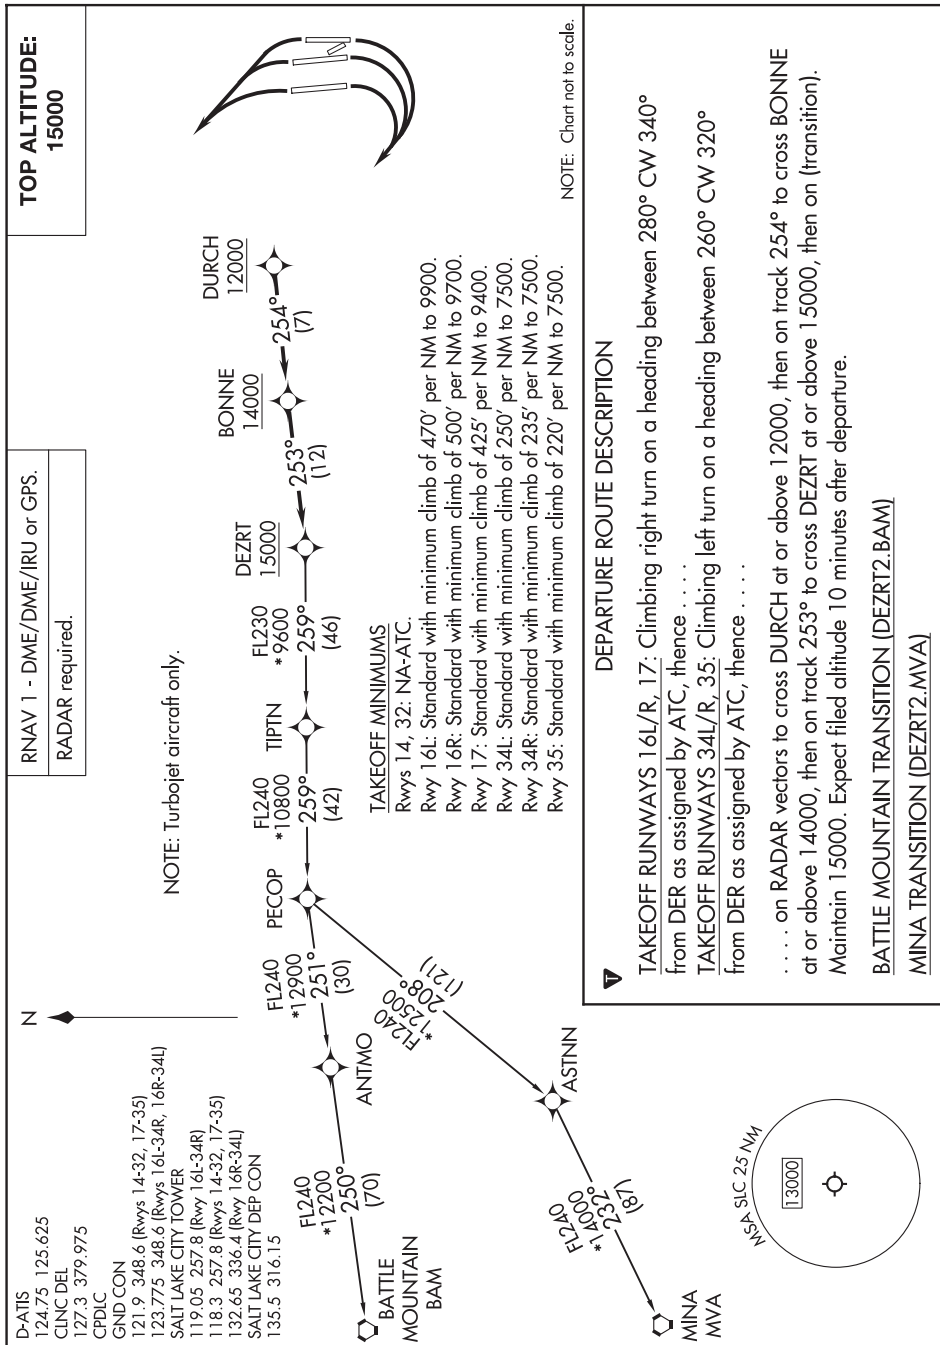 D-ATIS
124.75 125.625
CLNC DEL
127.3 379.975
CPDLC
GND CON
121.9 348.6 (Rwys 14-32, 17-35)
123.775 348.6 (Rwys 16L-34R, 16R-34L)
SALT LAKE CITY TOWER
119.05 257.8 (Rwy 16L-34R)
118.3 257.8 (Rwys 14-32, 17-35)
132.65 336.4 (Rwy 16R-34L)
SALT LAKE CITY DEP CON
135.5 316.15
N
RNAV 1 - DME/DME/IRU or GPS.
RADAR required.
TOP ALTITUDE:
15000
NOTE: Turbojet aircraft only.
DURCH
12000
254°
(7)
BONNE
14000
253°
(12)
DEZRT
15000
FL230
*9600
259°
(46)
TIPTN
FL240
*10800
259°
(42)
PECOP
FL240
*12900
251°
(30)
ANTMO
FL240
*12200
250°
(70)
BATTLE
MOUNTAIN
BAM
FL240
*12500
208°
(121)
ASTNN
FL240
*14000
232°
(87)
MINA
MVA
TAKEOFF MINIMUMS
Rwys 14, 32: NA-ATC.
Rwy 16L: Standard with minimum climb of 470' per NM to 9900.
Rwy 16R: Standard with minimum climb of 500' per NM to 9700.
Rwy 17: Standard with minimum climb of 425' per NM to 9400.
Rwy 34L: Standard with minimum climb of 250' per NM to 7500.
Rwy 34R: Standard with minimum climb of 235' per NM to 7500.
Rwy 35: Standard with minimum climb of 220' per NM to 7500.
NOTE: Chart not to scale.
MSA SLC 25 NM
13000
T
DEPARTURE ROUTE DESCRIPTION
TAKEOFF RUNWAYS 16L/R, 17: Climbing right turn on a heading between 280° CW 340°
from DER as assigned by ATC, thence . . . .
TAKEOFF RUNWAYS 34L/R, 35: Climbing left turn on a heading between 260° CW 320°
from DER as assigned by ATC, thence . . . .
. . . . on RADAR vectors to cross DURCH at or above 12000, then on track 254° to cross BONNE
at or above 14000, then on track 253° to cross DEZRT at or above 15000, then on (transition).
Maintain 15000. Expect filed altitude 10 minutes after departure.
BATTLE MOUNTAIN TRANSITION (DEZRT2.BAM)
MINA TRANSITION (DEZRT2.MVA)